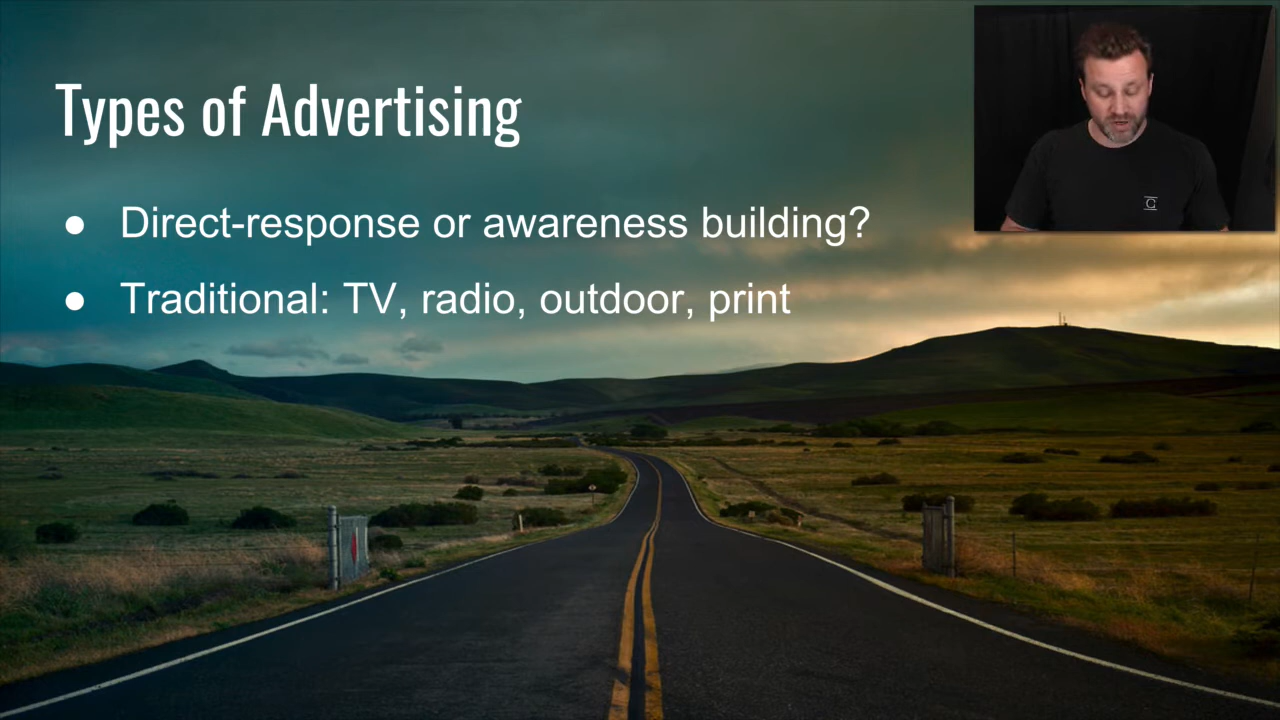 Types of Advertising
● Direct-response or awareness building?
● Traditional: TV, radio, outdoor, print